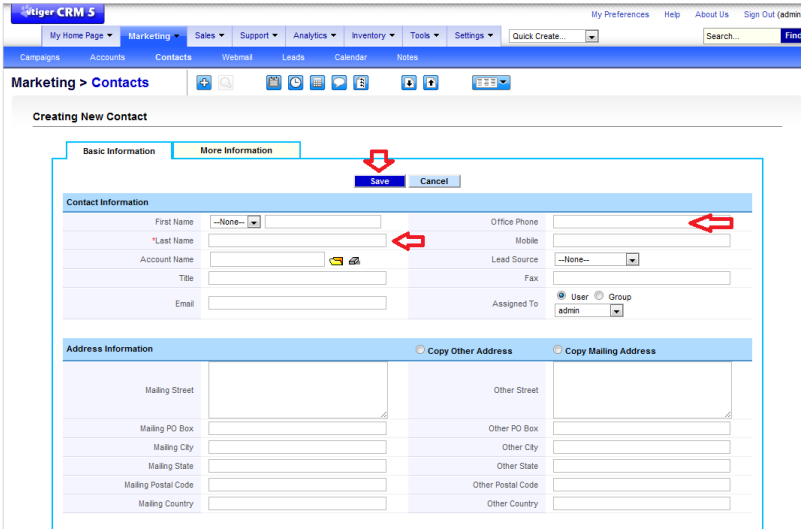 vtiger CRM 5
My Preferences Help About Us Sign Out (admin
My Home Page Marketing Sales Support Analytics Inventory Tools Settings Quick Create... Search... Find
Campaigns Accounts Contacts Webmail Leads Calendar Notes
Marketing > Contacts
Creating New Contact
Basic Information More Information
Save Cancel
Contact Information
First Name --None-- Office Phone
*Last Name Mobile
Account Name Lead Source --None--
Title Fax
Email Assigned To User Group
admin
Address Information Copy Other Address Copy Mailing Address
Mailing Street Other Street
Mailing PO Box Other PO Box
Mailing City Other City
Mailing State Other State
Mailing Postal Code Other Postal Code
Mailing Country Other Country